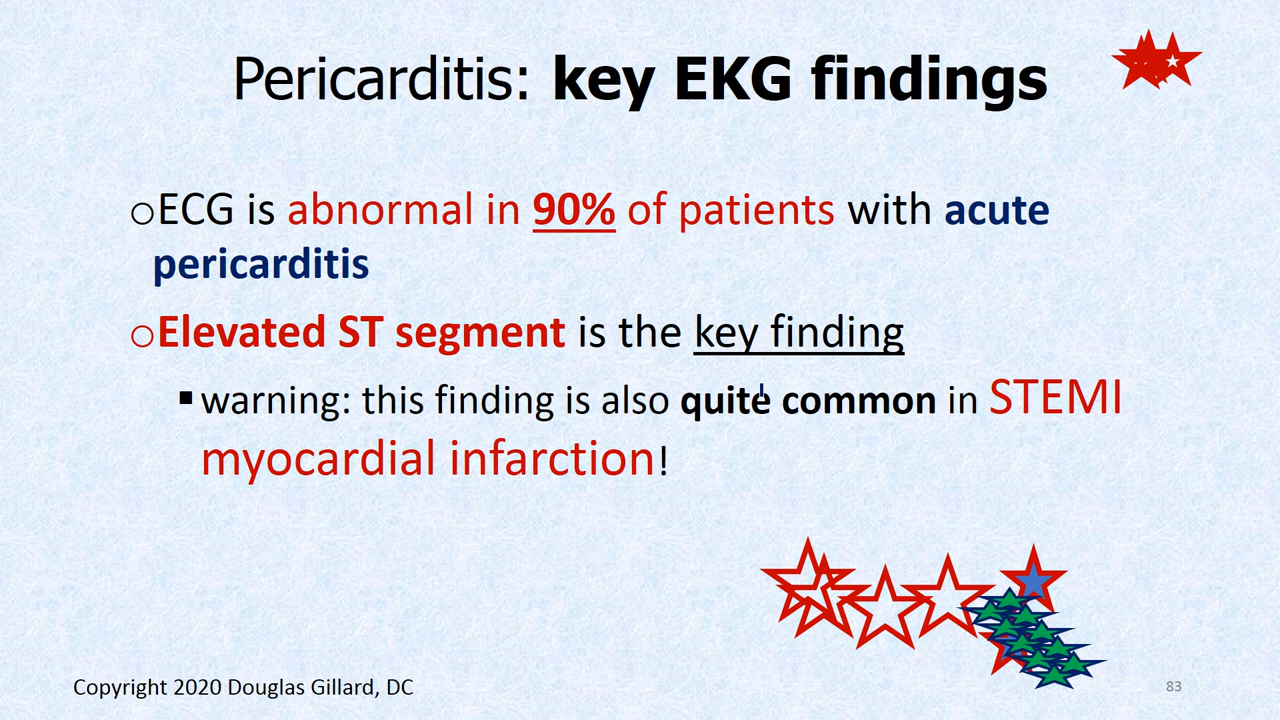 Pericarditis: key EKG findings
ECG is abnormal in 90% of patients with acute
pericarditis
Elevated ST segment is the key finding
warning: this finding is also quite common in STEMI
myocardial infarction!
Copyright 2020 Douglas Gillard, DC
83